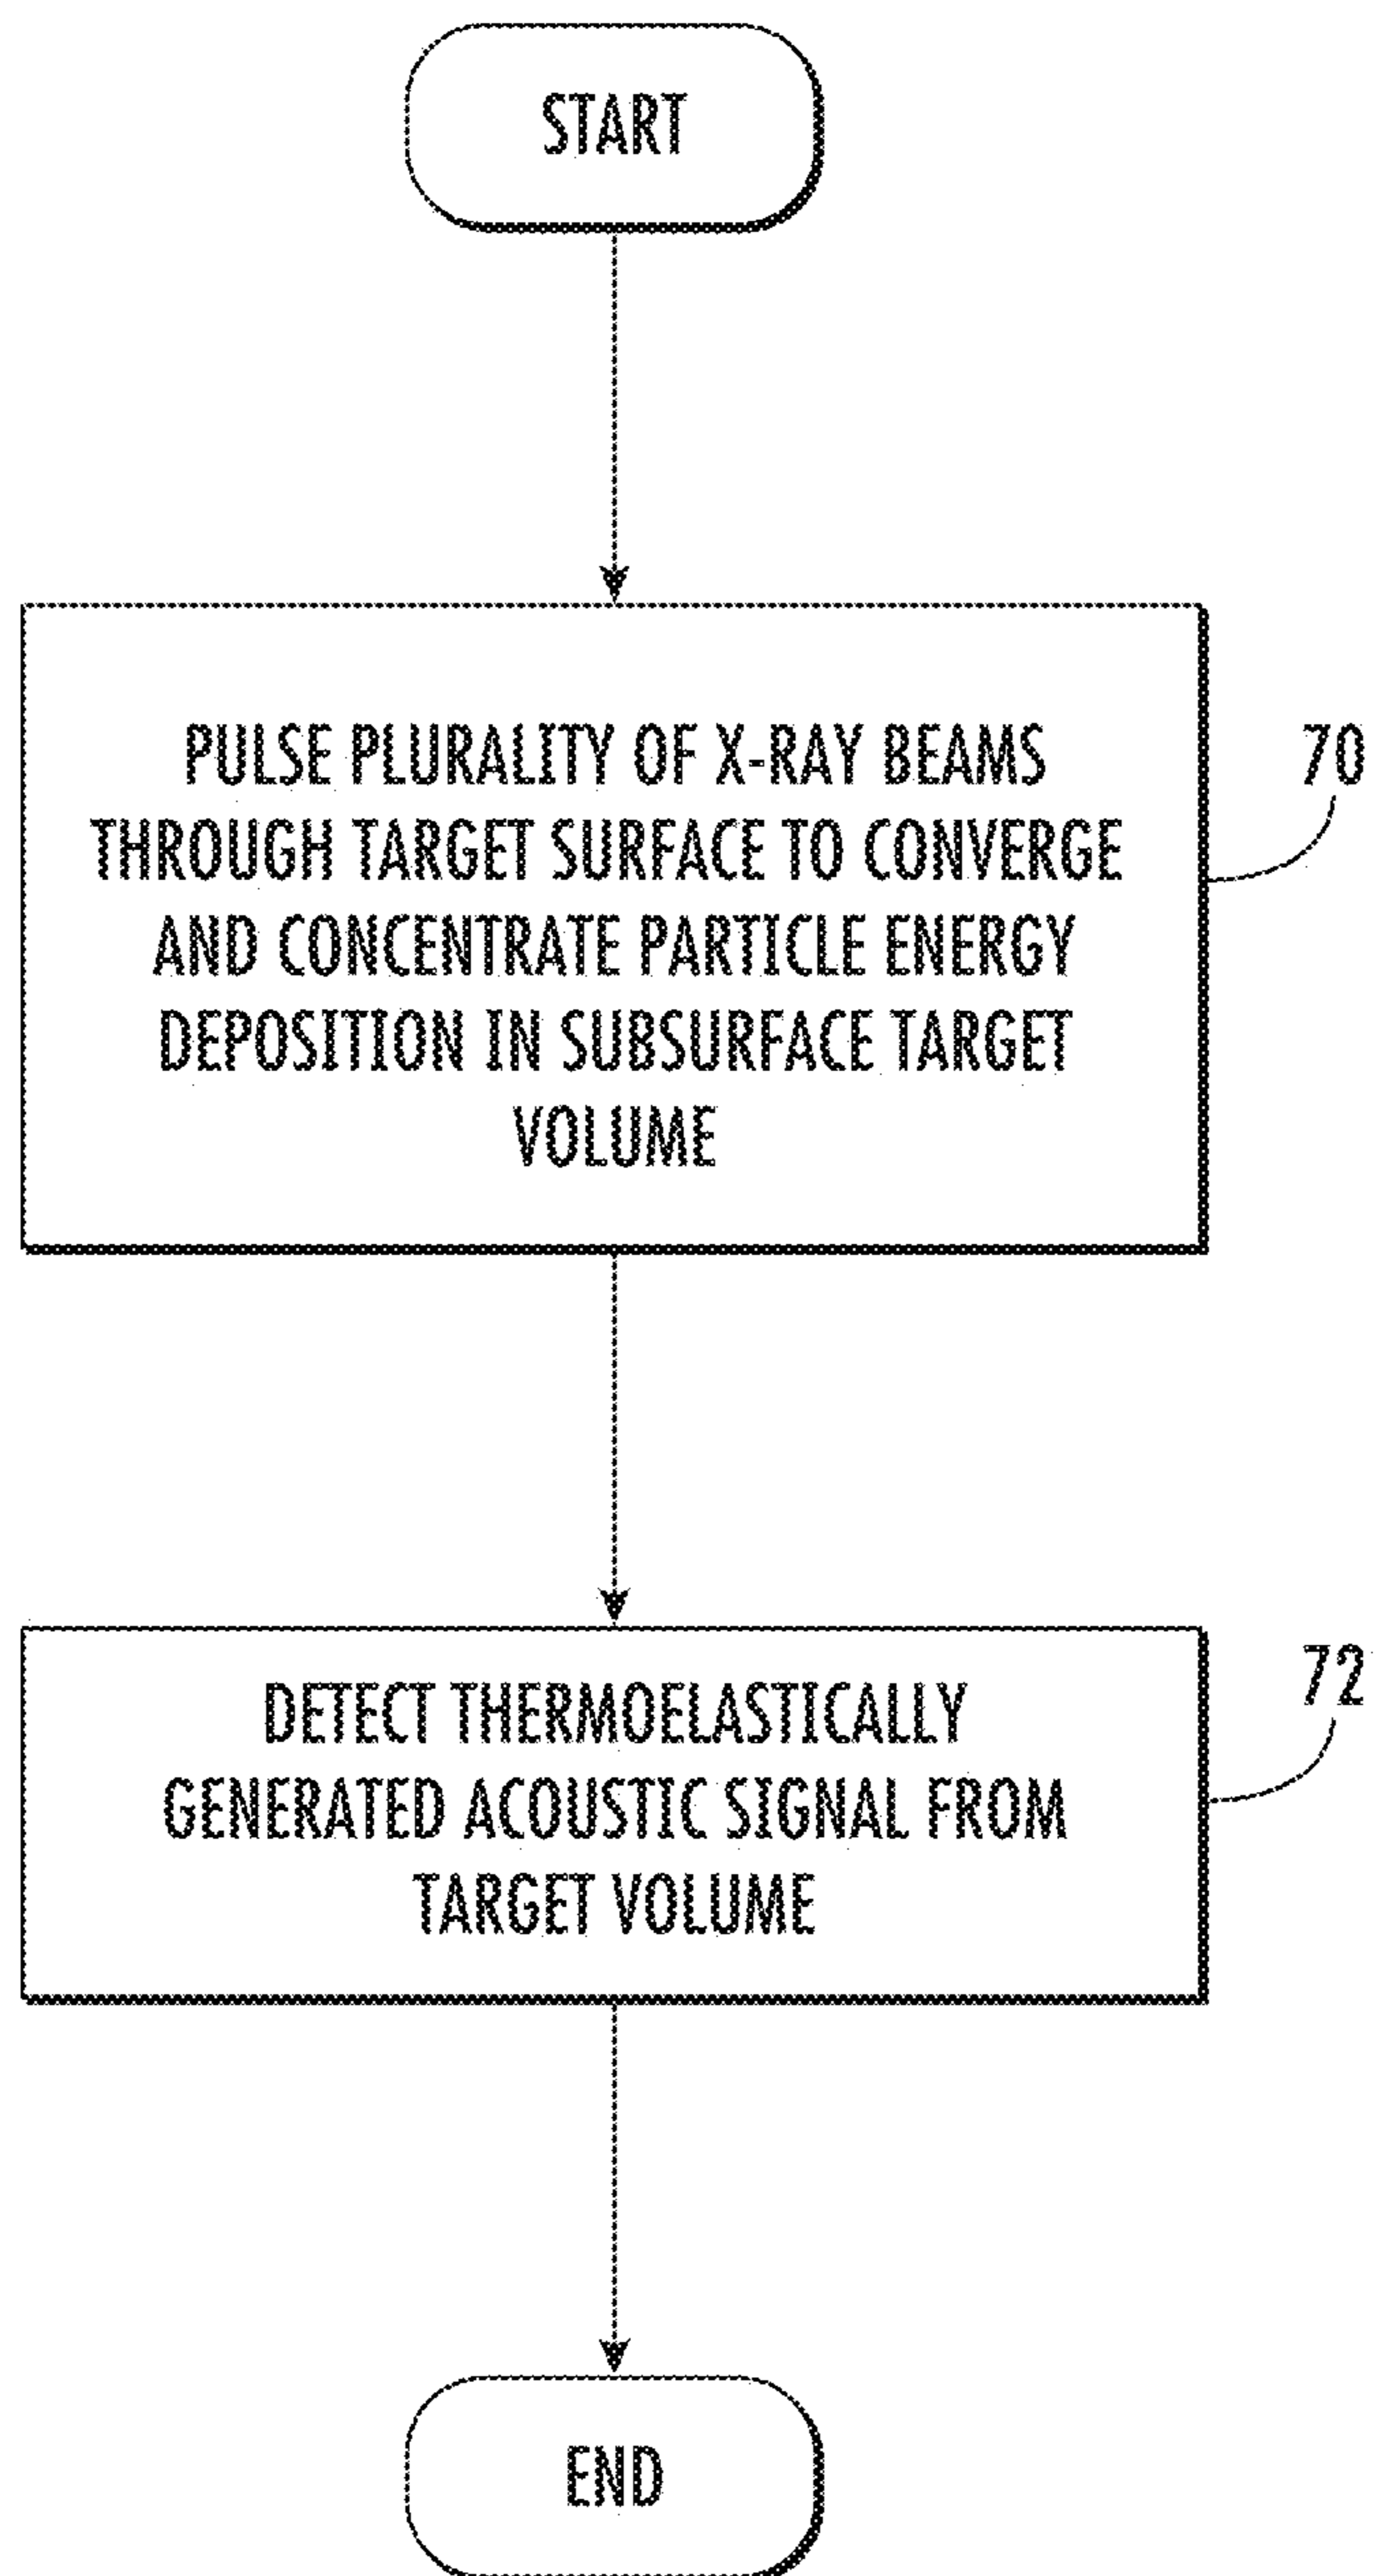 START
PULSE PLURALITY OF X-RAY BEAMS
THROUGH TARGET SURFACE TO CONVERGE
AND CONCENTRATE PARTICLE ENERGY
DEPOSITION IN SUBSURFACE TARGET
VOLUME
70
DETECT THERMOELASTICALLY
GENERATED ACOUSTIC SIGNAL FROM
TARGET VOLUME
72
END